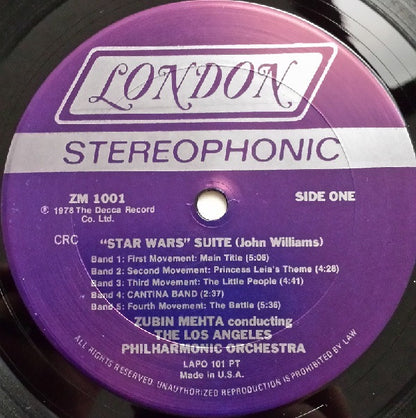 LONDON
STEREOPHONIC
ZM 1001
SIDE ONE
℗ 1978 The Decca Record
Co. Ltd.
CRC
"STAR WARS" SUITE (John Williams)
Band 1: First Movement: Main Title (5:06)
Band 2: Second Movement: Princess Leia's Theme (4:28)
Band 3: Third Movement: The Little People (4:41)
Band 4: CANTINA BAND (2:37)
Band 5: Fourth Movement: The Battle (5:36)
ZUBIN MEHTA conducting
THE LOS ANGELES
PHILHARMONIC ORCHESTRA
LAPO 101 PT
Made in U.S.A.
ALL RIGHTS RESERVED. UNAUTHORIZED REPRODUCTION IS PROHIBITED BY LAW